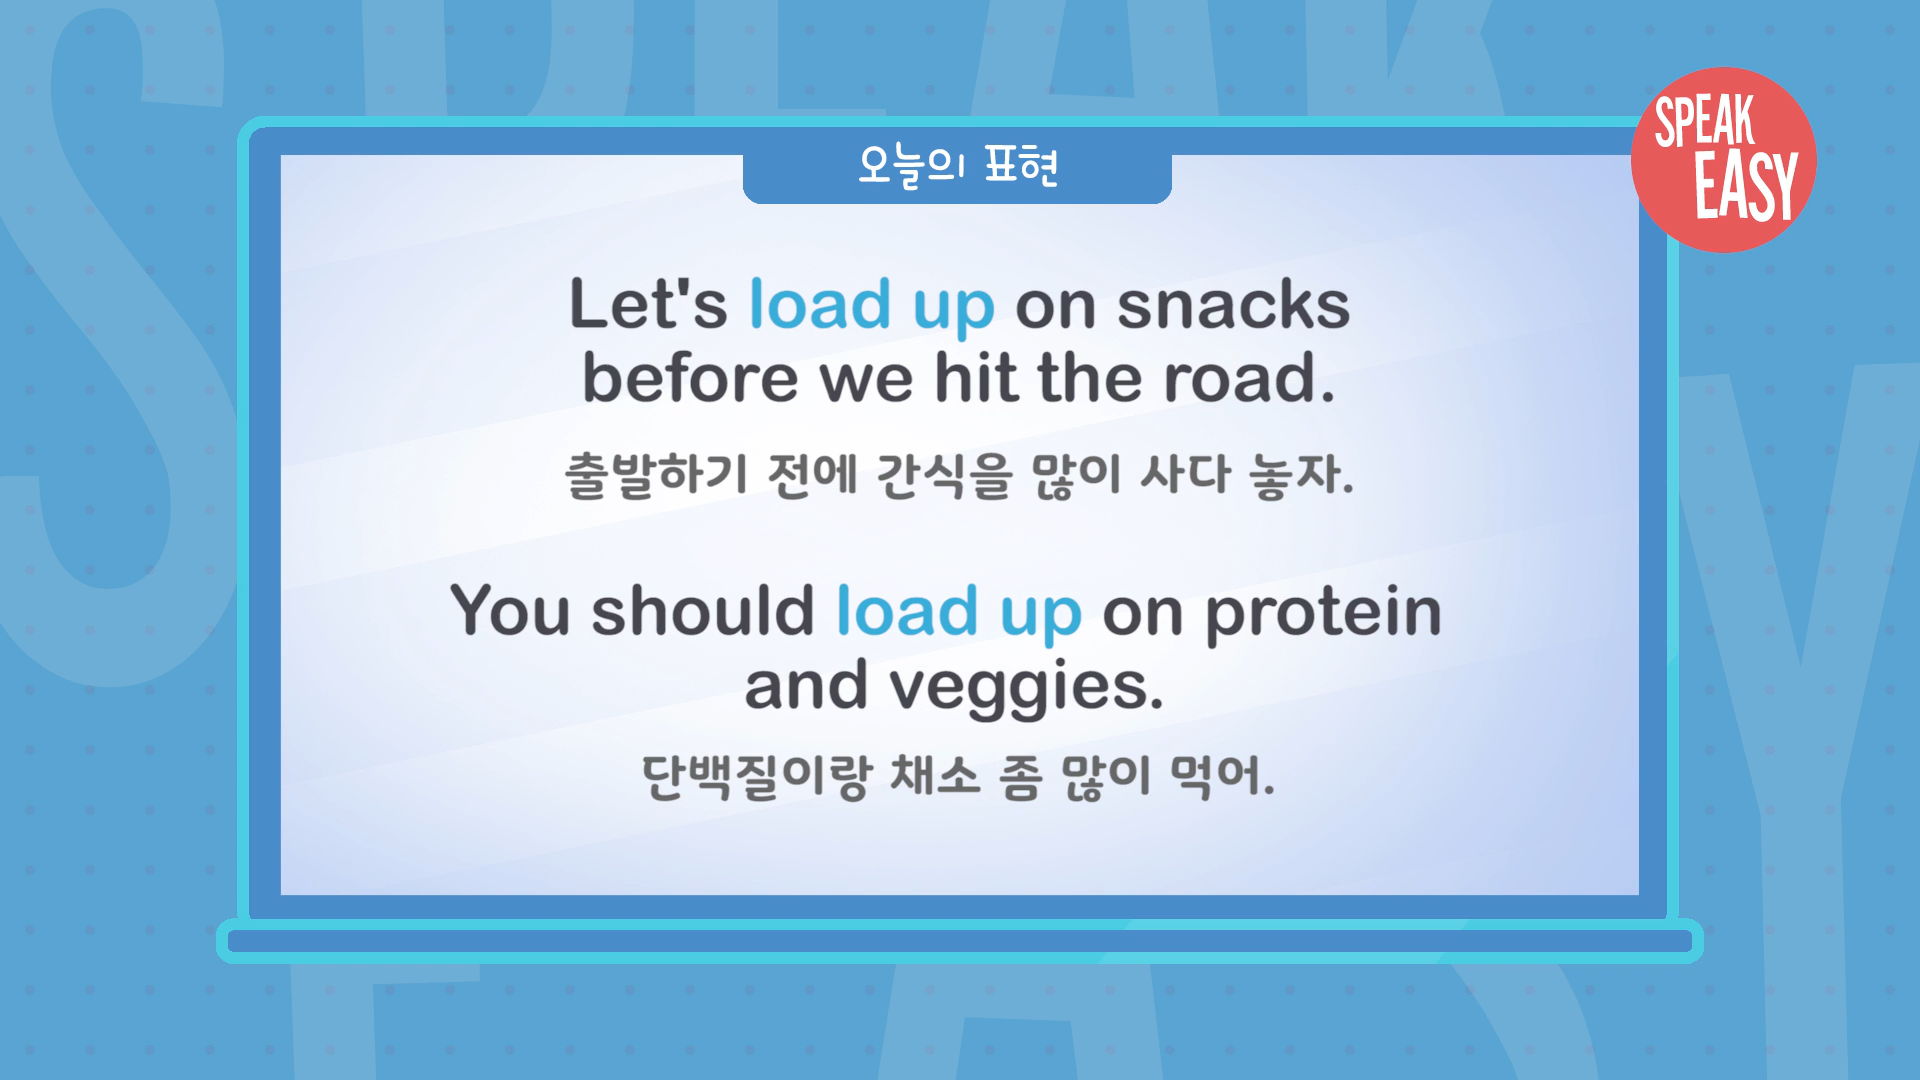 SPEAK
EASY
오늘의 표현
Let's load up on snacks
before we hit the road.
출발하기 전에 간식을 많이 사다 놓자.
You should load up on protein
and veggies.
단백질이랑 채소 좀 많이 먹어.